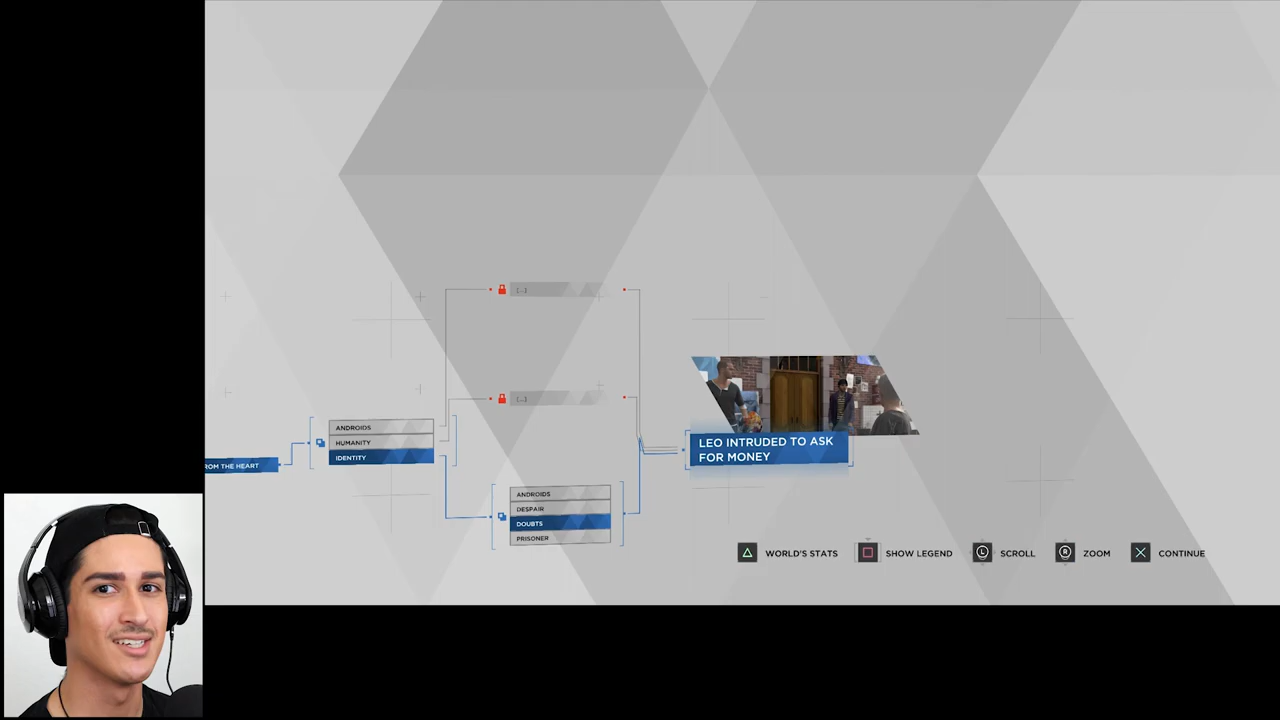 [...]
[...]
ROM THE HEART
ANDROIDS
HUMANITY
IDENTITY
ANDROIDS
DESPAIR
DOUBTS
PRISONER
LEO INTRUDED TO ASK
FOR MONEY
WORLD'S STATS
SHOW LEGEND
L
SCROLL
R
ZOOM
CONTINUE